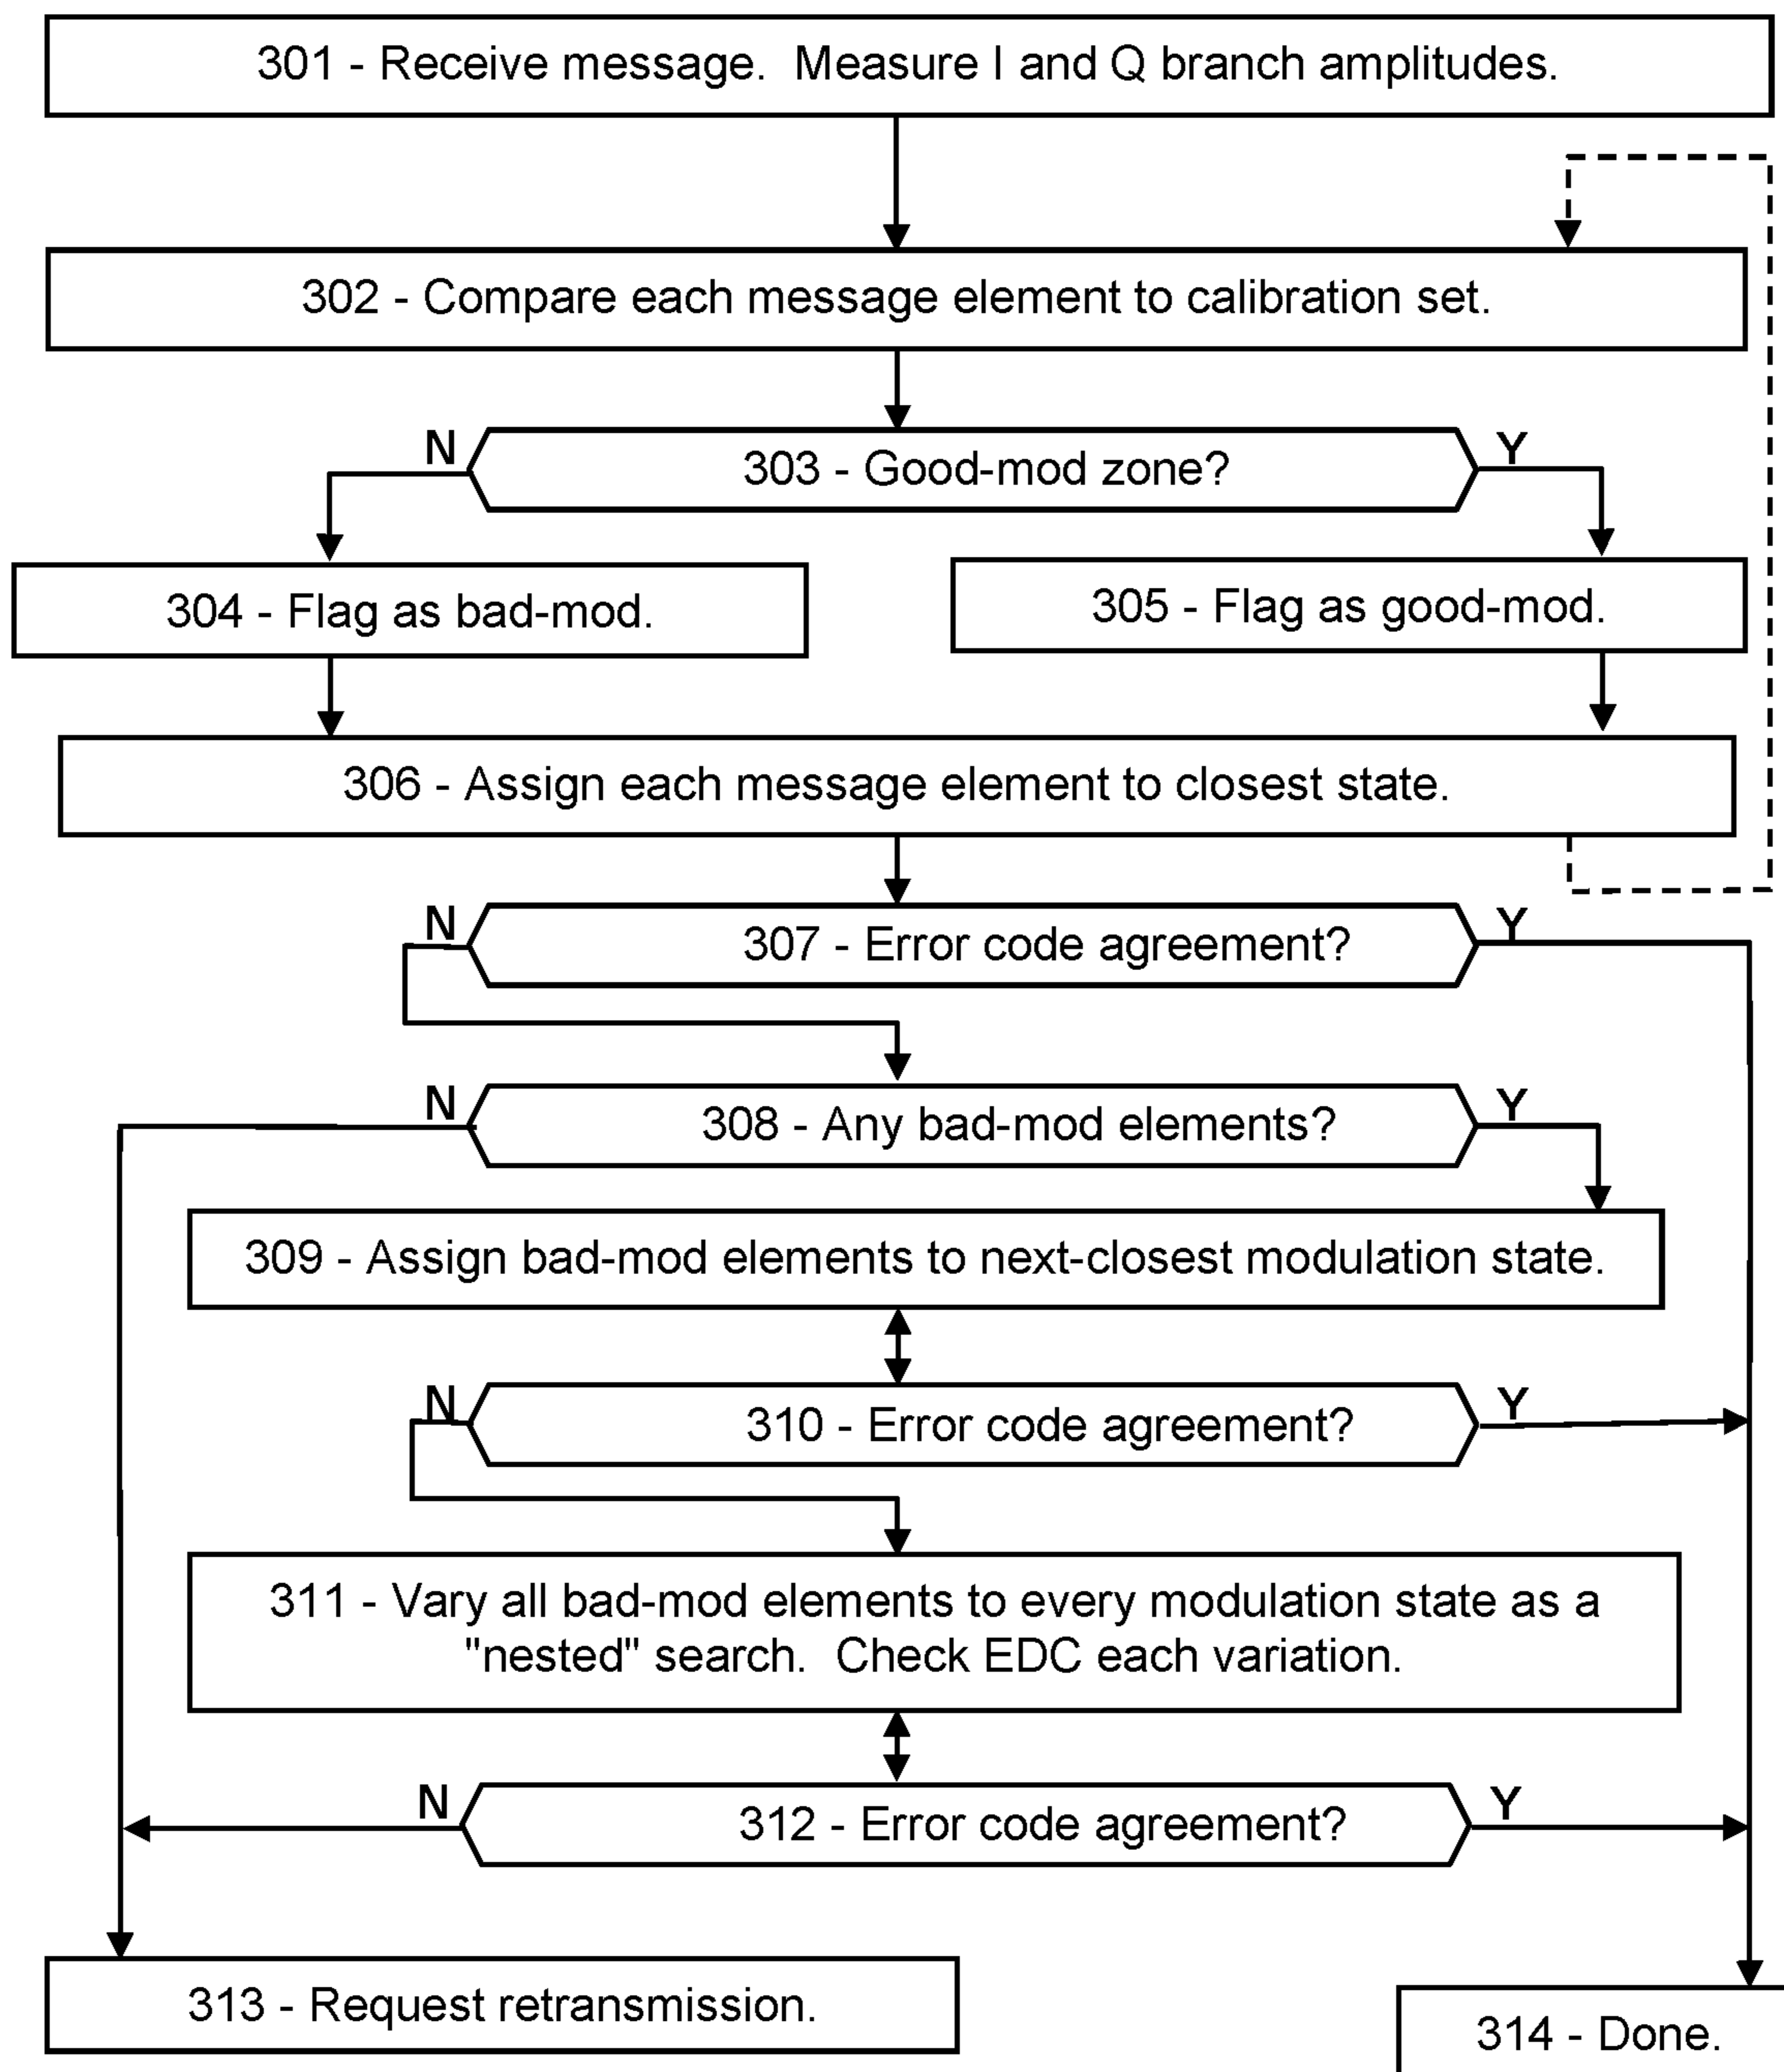 301 - Receive message.  Measure I and Q branch amplitudes.
302 - Compare each message element to calibration set.
N
303 - Good-mod zone?
Y
304 - Flag as bad-mod.
305 - Flag as good-mod.
306 - Assign each message element to closest state.
N
307 - Error code agreement?
Y
N
308 - Any bad-mod elements?
Y
309 - Assign bad-mod elements to next-closest modulation state.
N
310 - Error code agreement?
Y
311 - Vary all bad-mod elements to every modulation state as a
"nested" search.  Check EDC each variation.
N
312 - Error code agreement?
Y
313 - Request retransmission.
314 - Done.